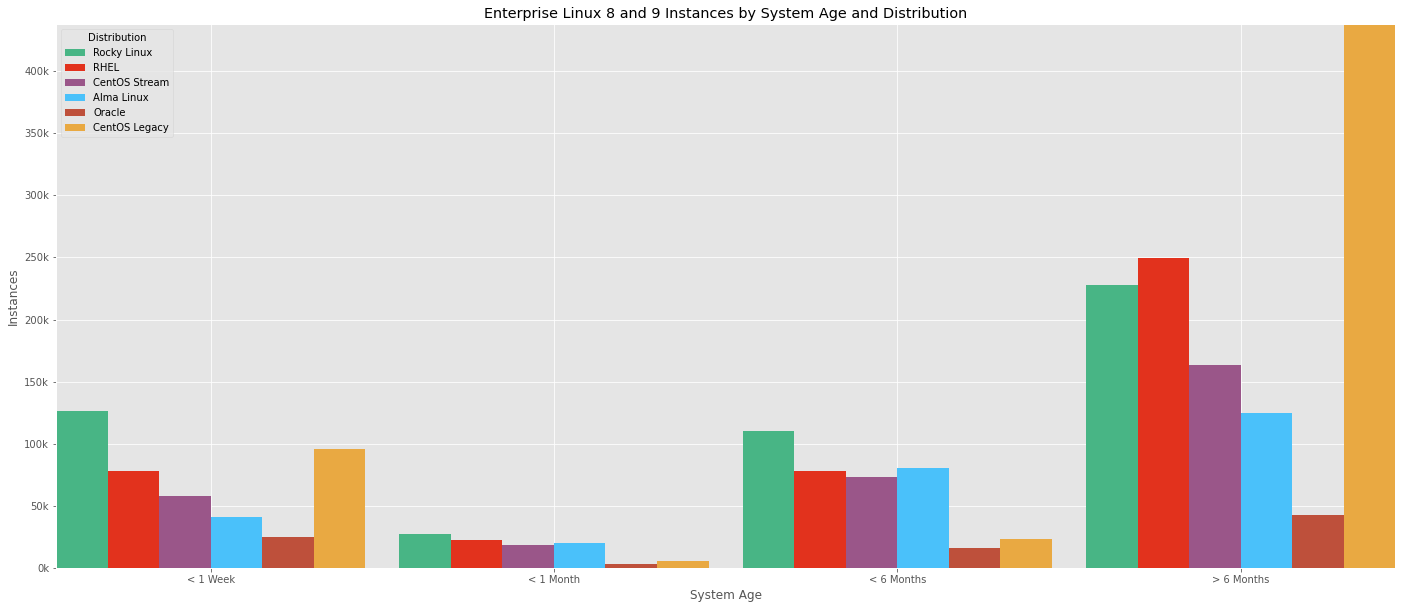 Enterprise Linux 8 and 9 Instances by System Age and Distribution
Distribution
Rocky Linux
RHEL
CentOS Stream
Alma Linux
Oracle
CentOS Legacy
400k
350k
300k
250k
200k
150k
100k
50k
0k
Instances
< 1 Week
< 1 Month
< 6 Months
> 6 Months
System Age